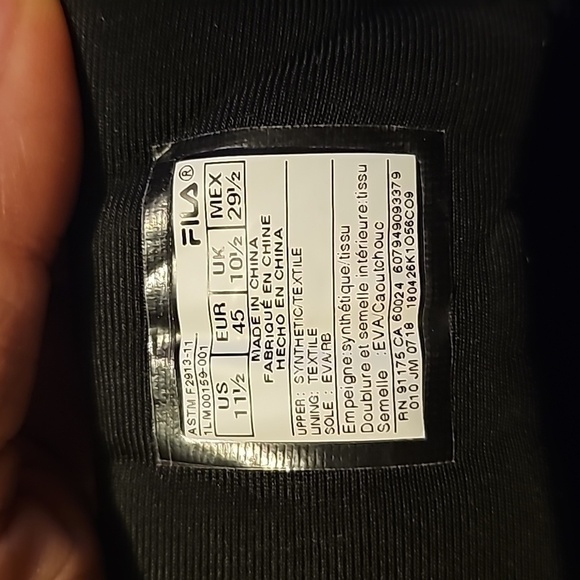 FILA®
ASTM F2913-11
1LM00159-001
US EUR UK MEX
11½ 45 10½ 29½
MADE IN CHINA
FABRIQUÉ EN CHINE
HECHO EN CHINA
UPPER: SYNTHETIC/TEXTILE
LINING: TEXTILE
SOLE: EVA/RB
Empeigne:synthétique/tissu
Doublure et semelle intérieure:tissu
Semelle :EVA/Caoutchouc
RN 91175 CA 60024 607949093379
010 JM 0718 180426K1056C09